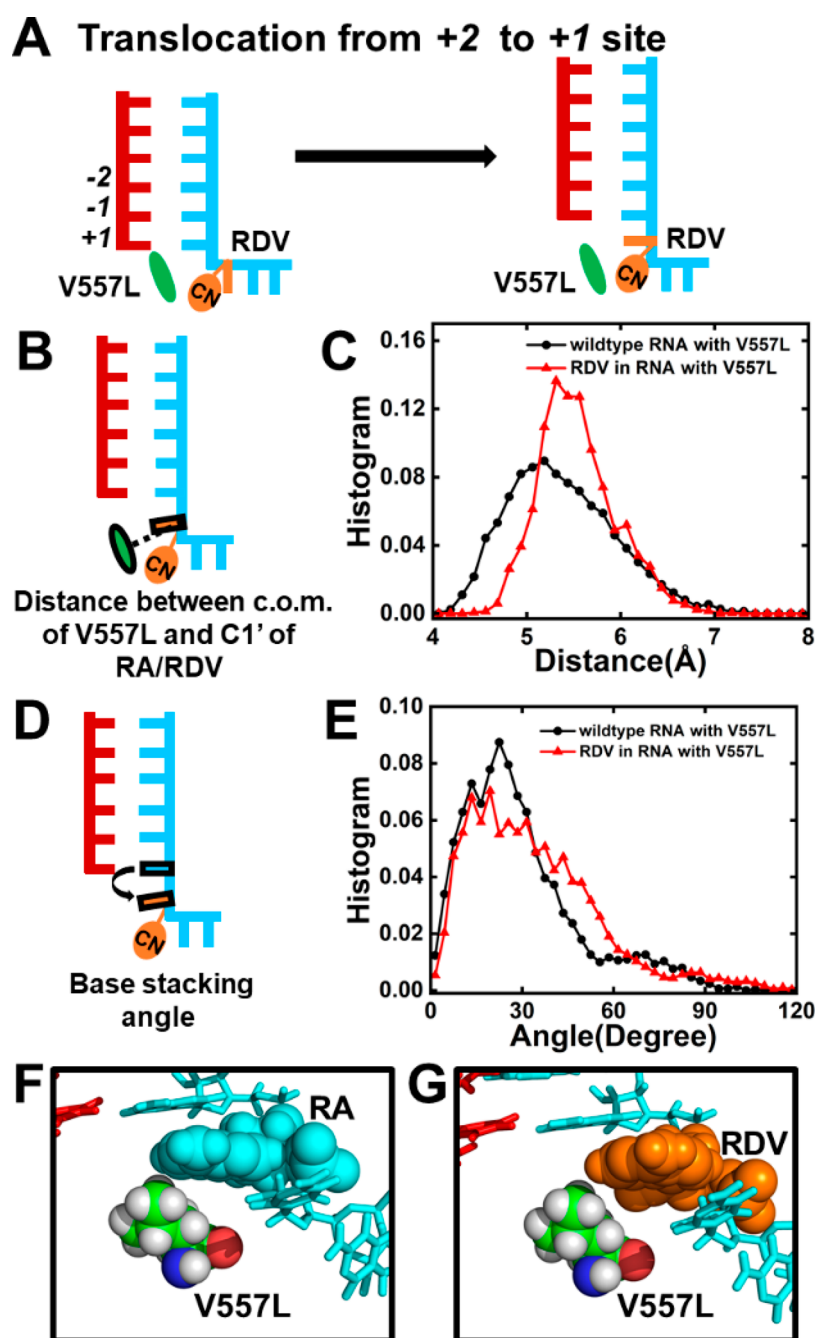 A Translocation from +2 to +1 site
-2
-1
+1
RDV
CN
V557L
RDV
CN
V557L
B
CN
Distance between c.o.m.
of V557L and C1' of
RA/RDV
C
wildtype RNA with V557L
RDV in RNA with V557L
Histogram
0.16
0.12
0.08
0.04
0.00
4 5 6 7 8
Distance(Å)
D
CN
Base stacking
angle
E
wildtype RNA with V557L
RDV in RNA with V557L
Histogram
0.10
0.08
0.06
0.04
0.02
0.00
0 30 60 90 120
Angle(Degree)
F
RA
V557L
G
RDV
V557L